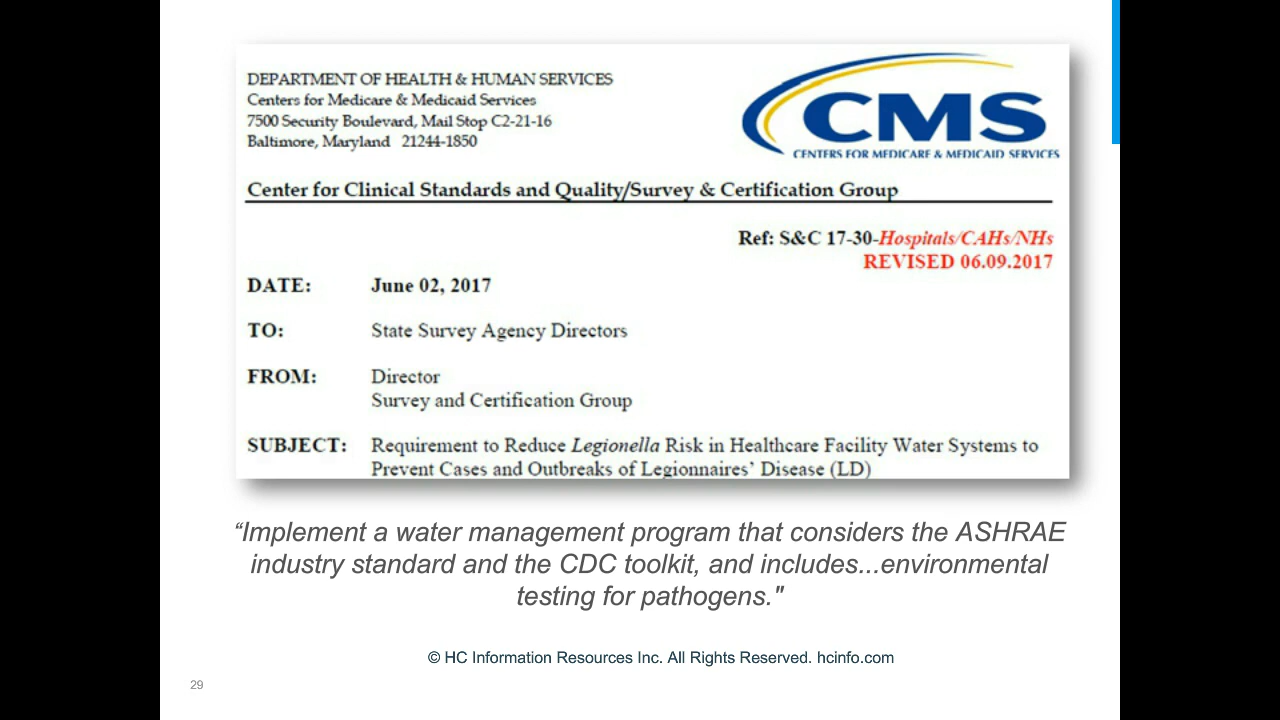 DEPARTMENT OF HEALTH & HUMAN SERVICES
Centers for Medicare & Medicaid Services
7500 Security Boulevard, Mail Stop C2-21-16
Baltimore, Maryland 21244-1850
CMS
CENTERS FOR MEDICARE & MEDICAID SERVICES
Center for Clinical Standards and Quality/Survey & Certification Group
Ref: S&C 17-30-Hospitals/CAHs/NHs
REVISED 06.09.2017
DATE: June 02, 2017
TO: State Survey Agency Directors
FROM: Director
Survey and Certification Group
SUBJECT: Requirement to Reduce Legionella Risk in Healthcare Facility Water Systems to
Prevent Cases and Outbreaks of Legionnaires’ Disease (LD)
“Implement a water management program that considers the ASHRAE
industry standard and the CDC toolkit, and includes...environmental
testing for pathogens."
© HC Information Resources Inc. All Rights Reserved. hcinfo.com
29